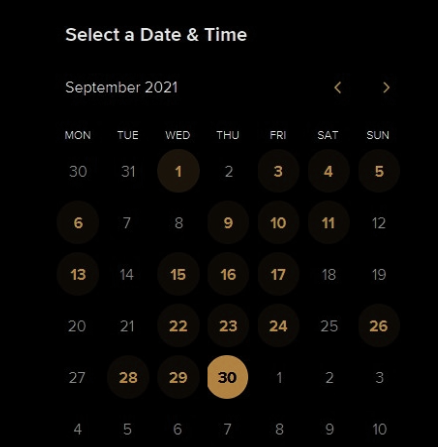 Select a Date & Time
September 2021
MON TUE WED THU FRI SAT SUN
30 31 1 2 3 4 5
6 7 8 9 10 11 12
13 14 15 16 17 18 19
20 21 22 23 24 25 26
27 28 29 30 1 2 3
4 5 6 7 8 9 10